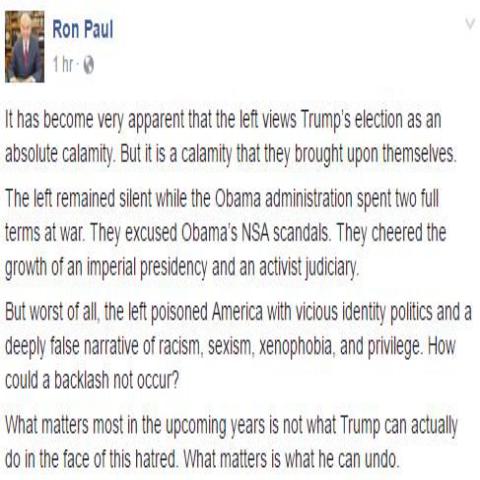 Ron Paul
1 hr ·
It has become very apparent that the left views Trump's election as an
absolute calamity. But it is a calamity that they brought upon themselves.
The left remained silent while the Obama administration spent two full
terms at war. They excused Obama's NSA scandals. They cheered the
growth of an imperial presidency and an activist judiciary.
But worst of all, the left poisoned America with vicious identity politics and a
deeply false narrative of racism, sexism, xenophobia, and privilege. How
could a backlash not occur?
What matters most in the upcoming years is not what Trump can actually
do in the face of this hatred. What matters is what he can undo.